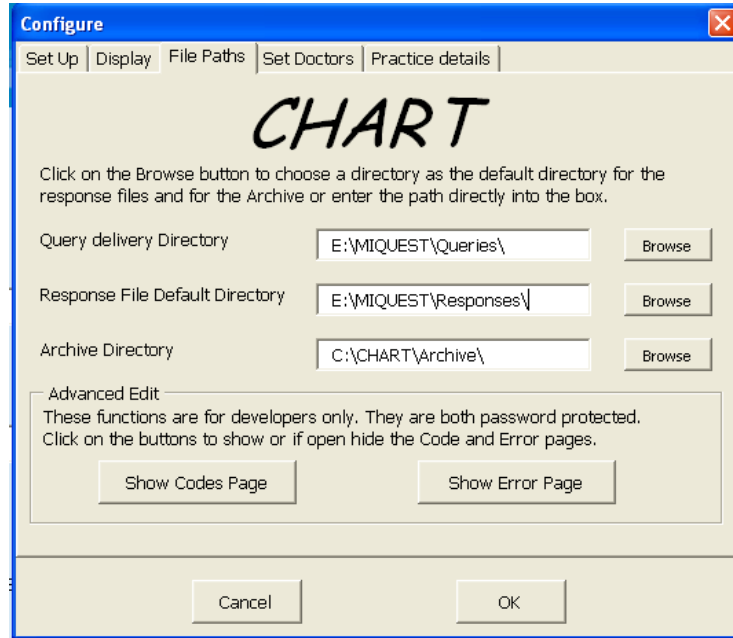 Configure
Set Up Display File Paths Set Doctors Practice details
CHART
Click on the Browse button to choose a directory as the default directory for the
response files and for the Archive or enter the path directly into the box.
Query delivery Directory E:\MIQUEST\Queries\ Browse
Response File Default Directory E:\MIQUEST\Responses\ Browse
Archive Directory C:\CHART\Archive\ Browse
Advanced Edit
These functions are for developers only. They are both password protected.
Click on the buttons to show or if open hide the Code and Error pages.
Show Codes Page Show Error Page
Cancel OK